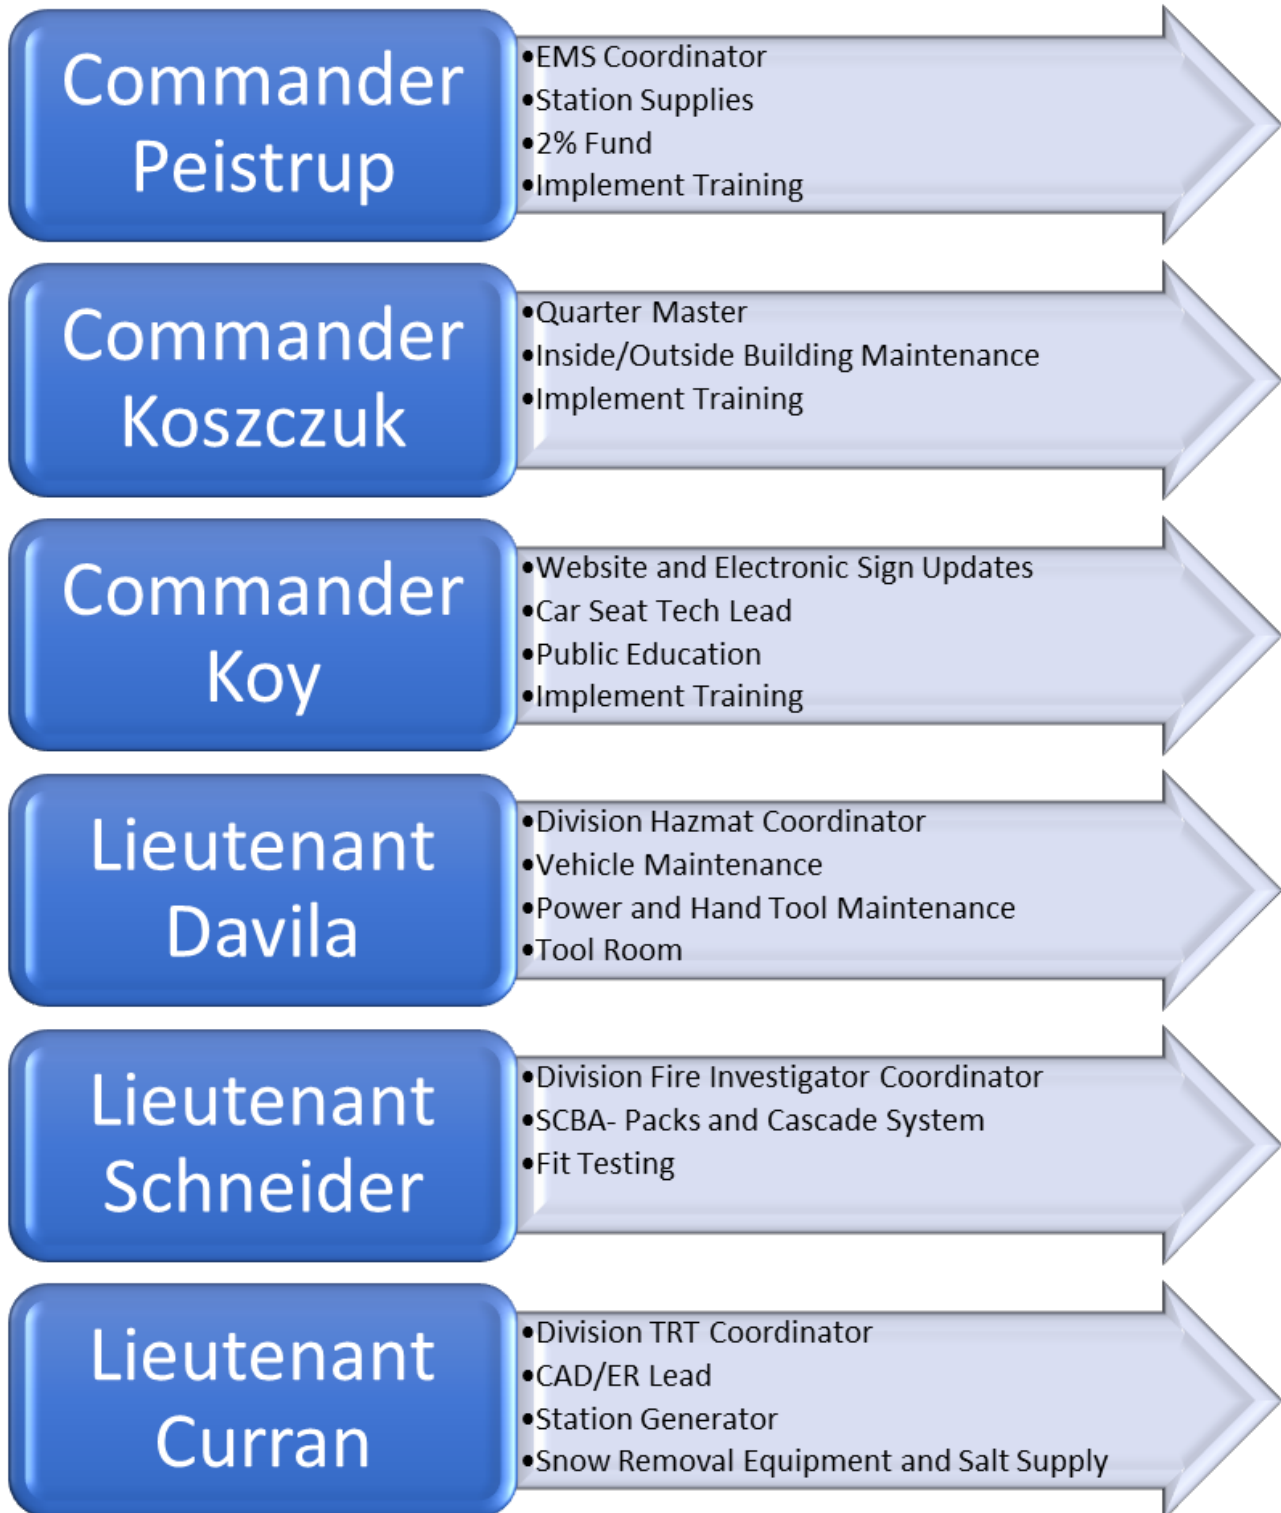 Commander
Peistrup
•EMS Coordinator
•Station Supplies
•2% Fund
•Implement Training
Commander
Koszczuk
•Quarter Master
•Inside/Outside Building Maintenance
•Implement Training
Commander
Koy
•Website and Electronic Sign Updates
•Car Seat Tech Lead
•Public Education
•Implement Training
Lieutenant
Davila
•Division Hazmat Coordinator
•Vehicle Maintenance
•Power and Hand Tool Maintenance
•Tool Room
Lieutenant
Schneider
•Division Fire Investigator Coordinator
•SCBA- Packs and Cascade System
•Fit Testing
Lieutenant
Curran
•Division TRT Coordinator
•CAD/ER Lead
•Station Generator
•Snow Removal Equipment and Salt Supply